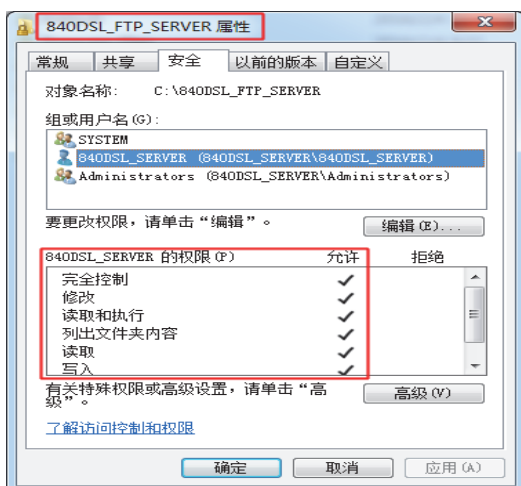 840DSL_FTP_SERVER 属性
常规 共享 安全 以前的版本 自定义
对象名称: C:\840DSL_FTP_SERVER
组或用户名(G):
SYSTEM
840DSL_SERVER (840DSL_SERVER\840DSL_SERVER)
Administrators (840DSL_SERVER\Administrators)
要更改权限，请单击“编辑”。 编辑(E)...
840DSL_SERVER 的权限(P) 允许 拒绝
完全控制 ✓
修改 ✓
读取和执行 ✓
列出文件夹内容 ✓
读取 ✓
写入 ✓
有关特殊权限或高级设置，请单击“高
级”。 高级(V)
了解访问控制和权限
确定 取消 应用(A)